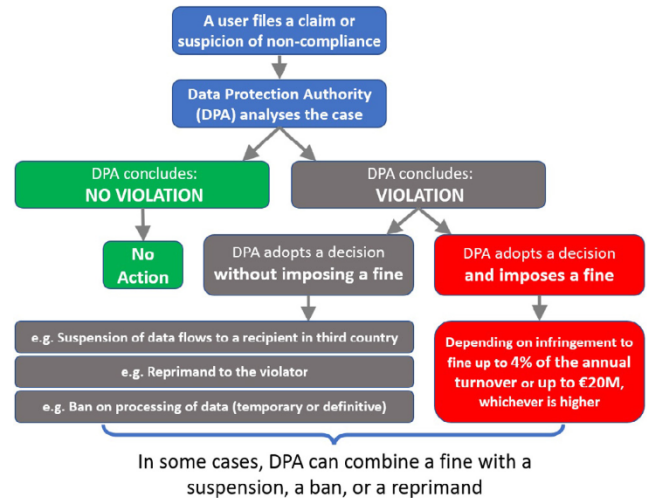 A user files a claim or
suspicion of non-compliance
Data Protection Authority
(DPA) analyses the case
DPA concludes:
NO VIOLATION
DPA concludes:
VIOLATION
No
Action
DPA adopts a decision
without imposing a fine
DPA adopts a decision
and imposes a fine
e.g. Suspension of data flows to a recipient in third country
e.g. Reprimand to the violator
e.g. Ban on processing of data (temporary or definitive)
Depending on infringement to
fine up to 4% of the annual
turnover or up to €20M,
whichever is higher
In some cases, DPA can combine a fine with a
suspension, a ban, or a reprimand